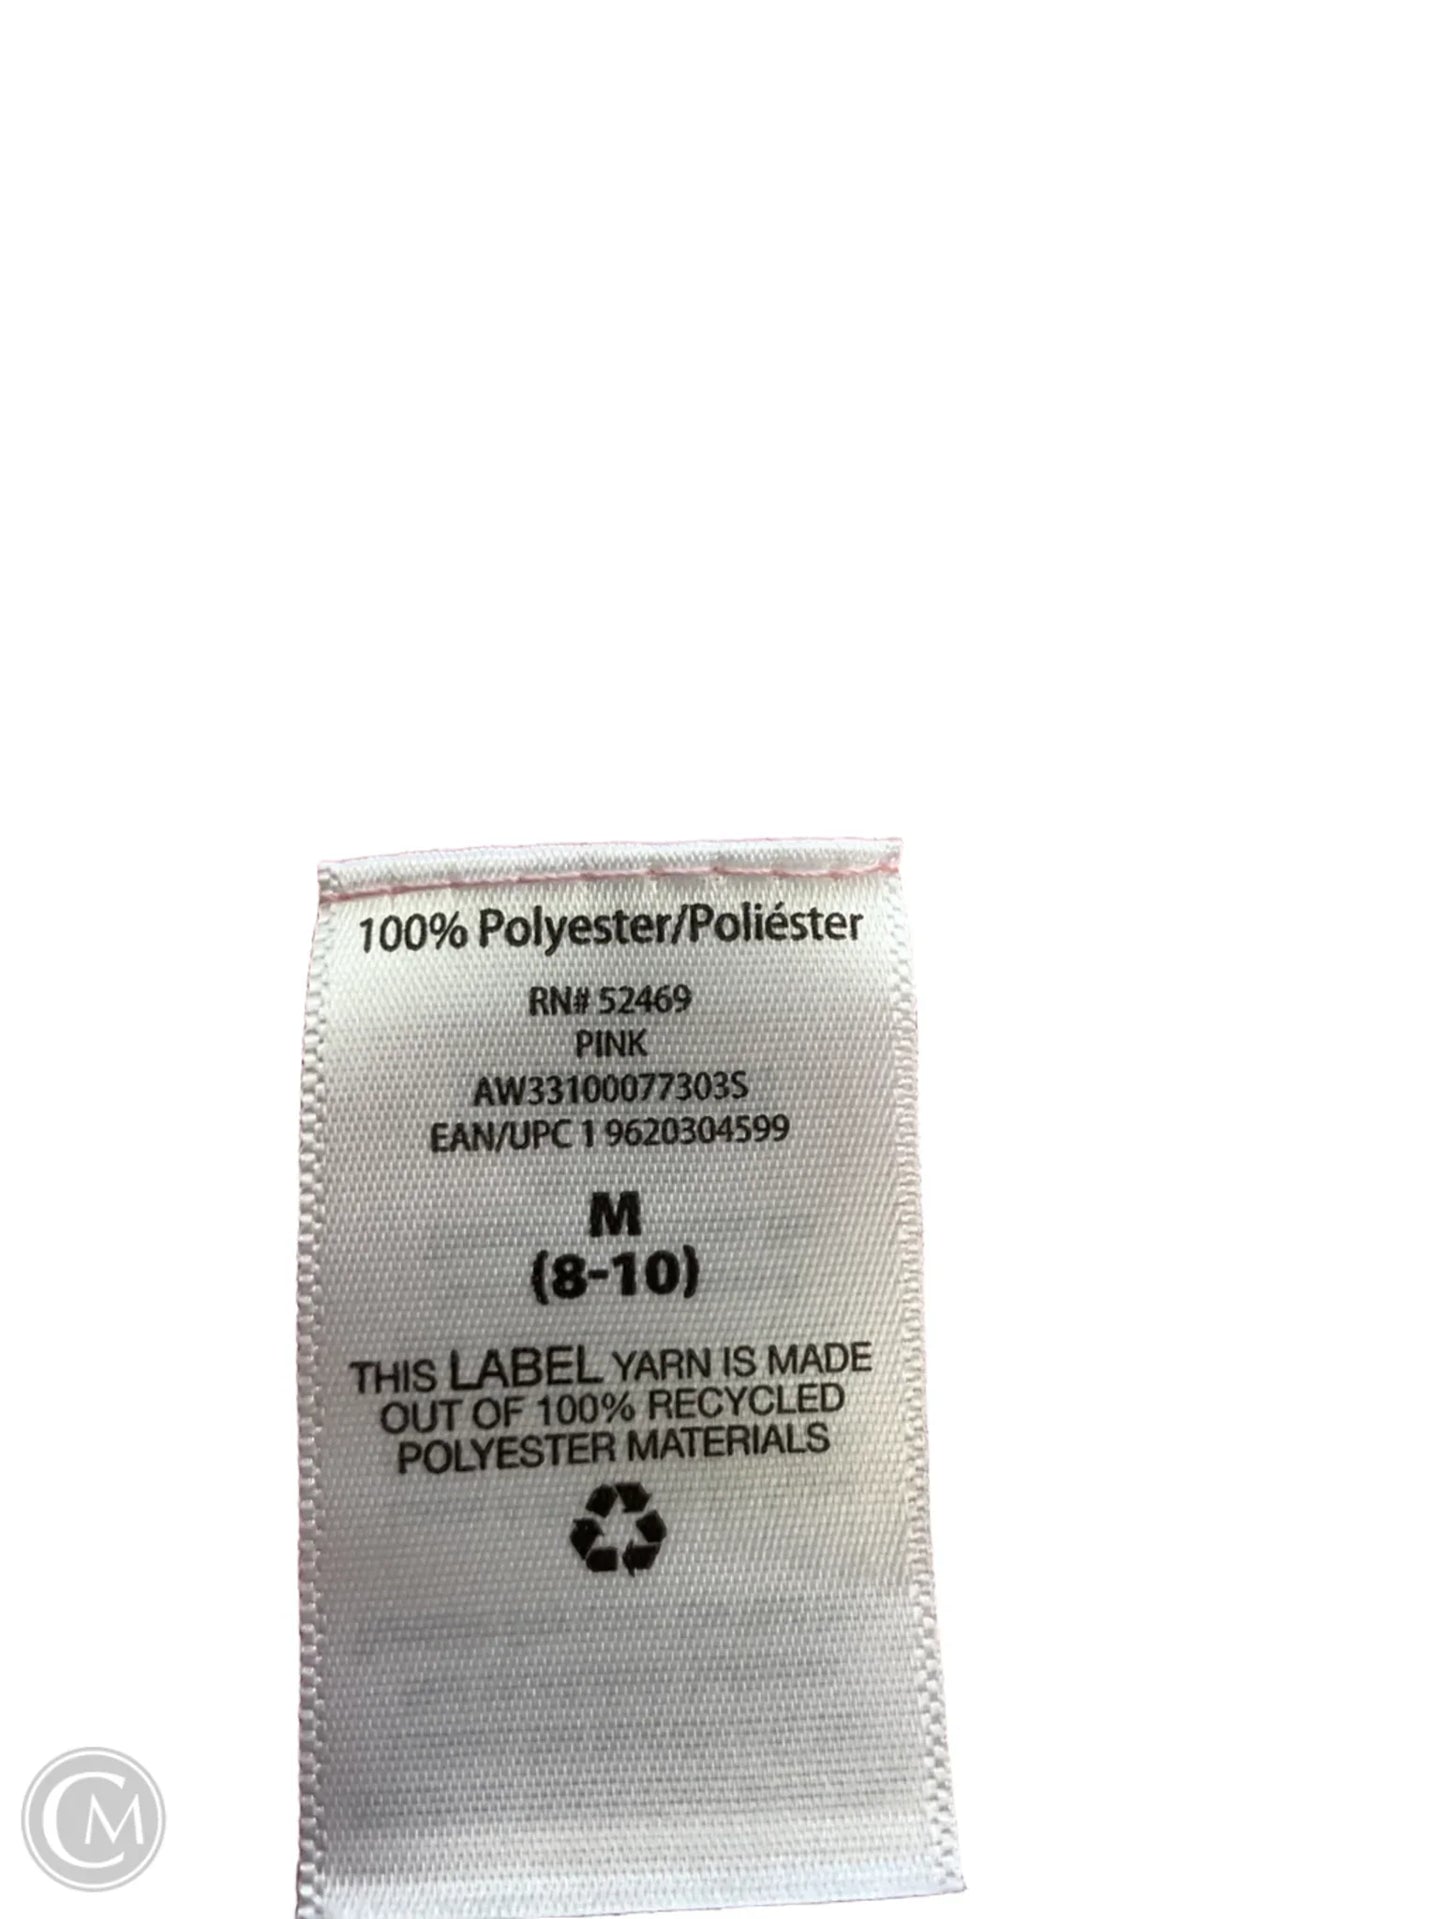 100% Polyester/Poliéster
RN# 52469
PINK
AW33100077303S
EAN/UPC 1 9620304599
M
(8-10)
THIS LABEL YARN IS MADE
OUT OF 100% RECYCLED
POLYESTER MATERIALS
CM